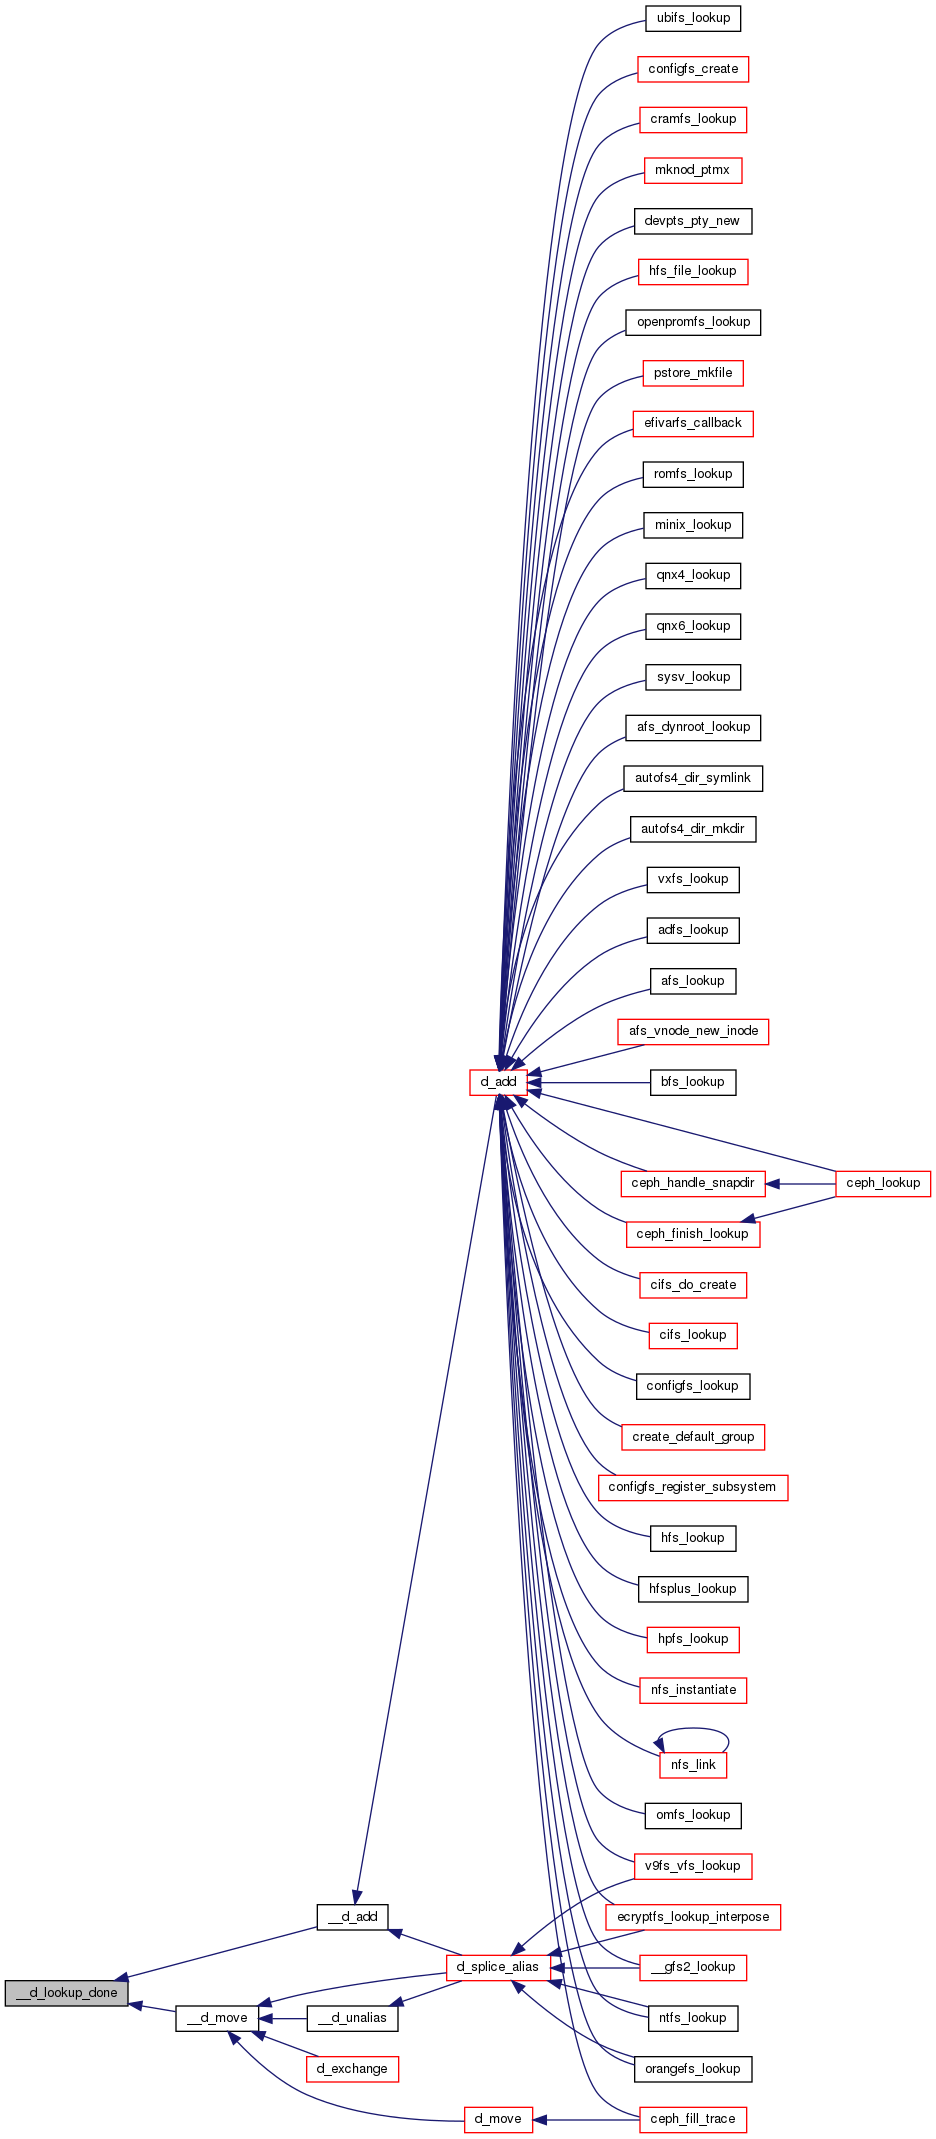 ubifs_lookup
configfs_create
cramfs_lookup
mknod_ptmx
devpts_pty_new
hfs_file_lookup
openpromfs_lookup
pstore_mkfile
efivarfs_callback
romfs_lookup
minix_lookup
qnx4_lookup
qnx6_lookup
sysv_lookup
afs_dynroot_lookup
autofs4_dir_symlink
autofs4_dir_mkdir
vxfs_lookup
adfs_lookup
afs_lookup
afs_vnode_new_inode
d_add
bfs_lookup
ceph_handle_snapdir
ceph_lookup
ceph_finish_lookup
cifs_do_create
cifs_lookup
configfs_lookup
create_default_group
configfs_register_subsystem
hfs_lookup
hfsplus_lookup
hpfs_lookup
nfs_instantiate
nfs_link
omfs_lookup
v9fs_vfs_lookup
__d_add
ecryptfs_lookup_interpose
d_splice_alias
__gfs2_lookup
__d_lookup_done
__d_move
__d_unalias
ntfs_lookup
d_exchange
orangefs_lookup
d_move
ceph_fill_trace